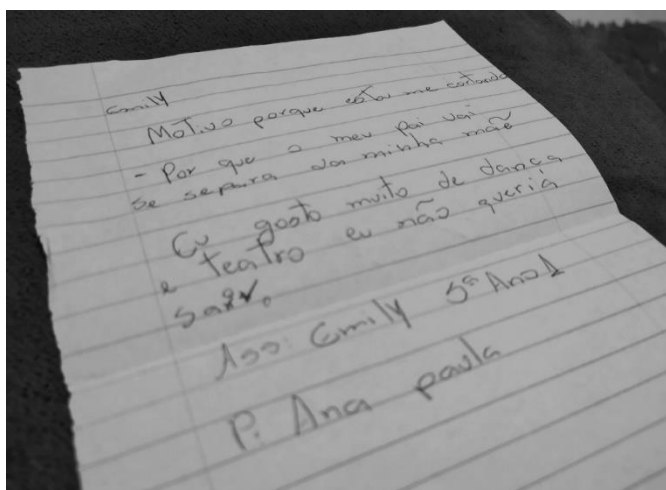 Emily
Motivo porque estou me cortando
- Por que o meu pai vai
se separa da minha mãe
Eu gosto muito de dança
e teatro eu não queria
sair.
Ass: Emily 5º Ano 1
P. Ana paula